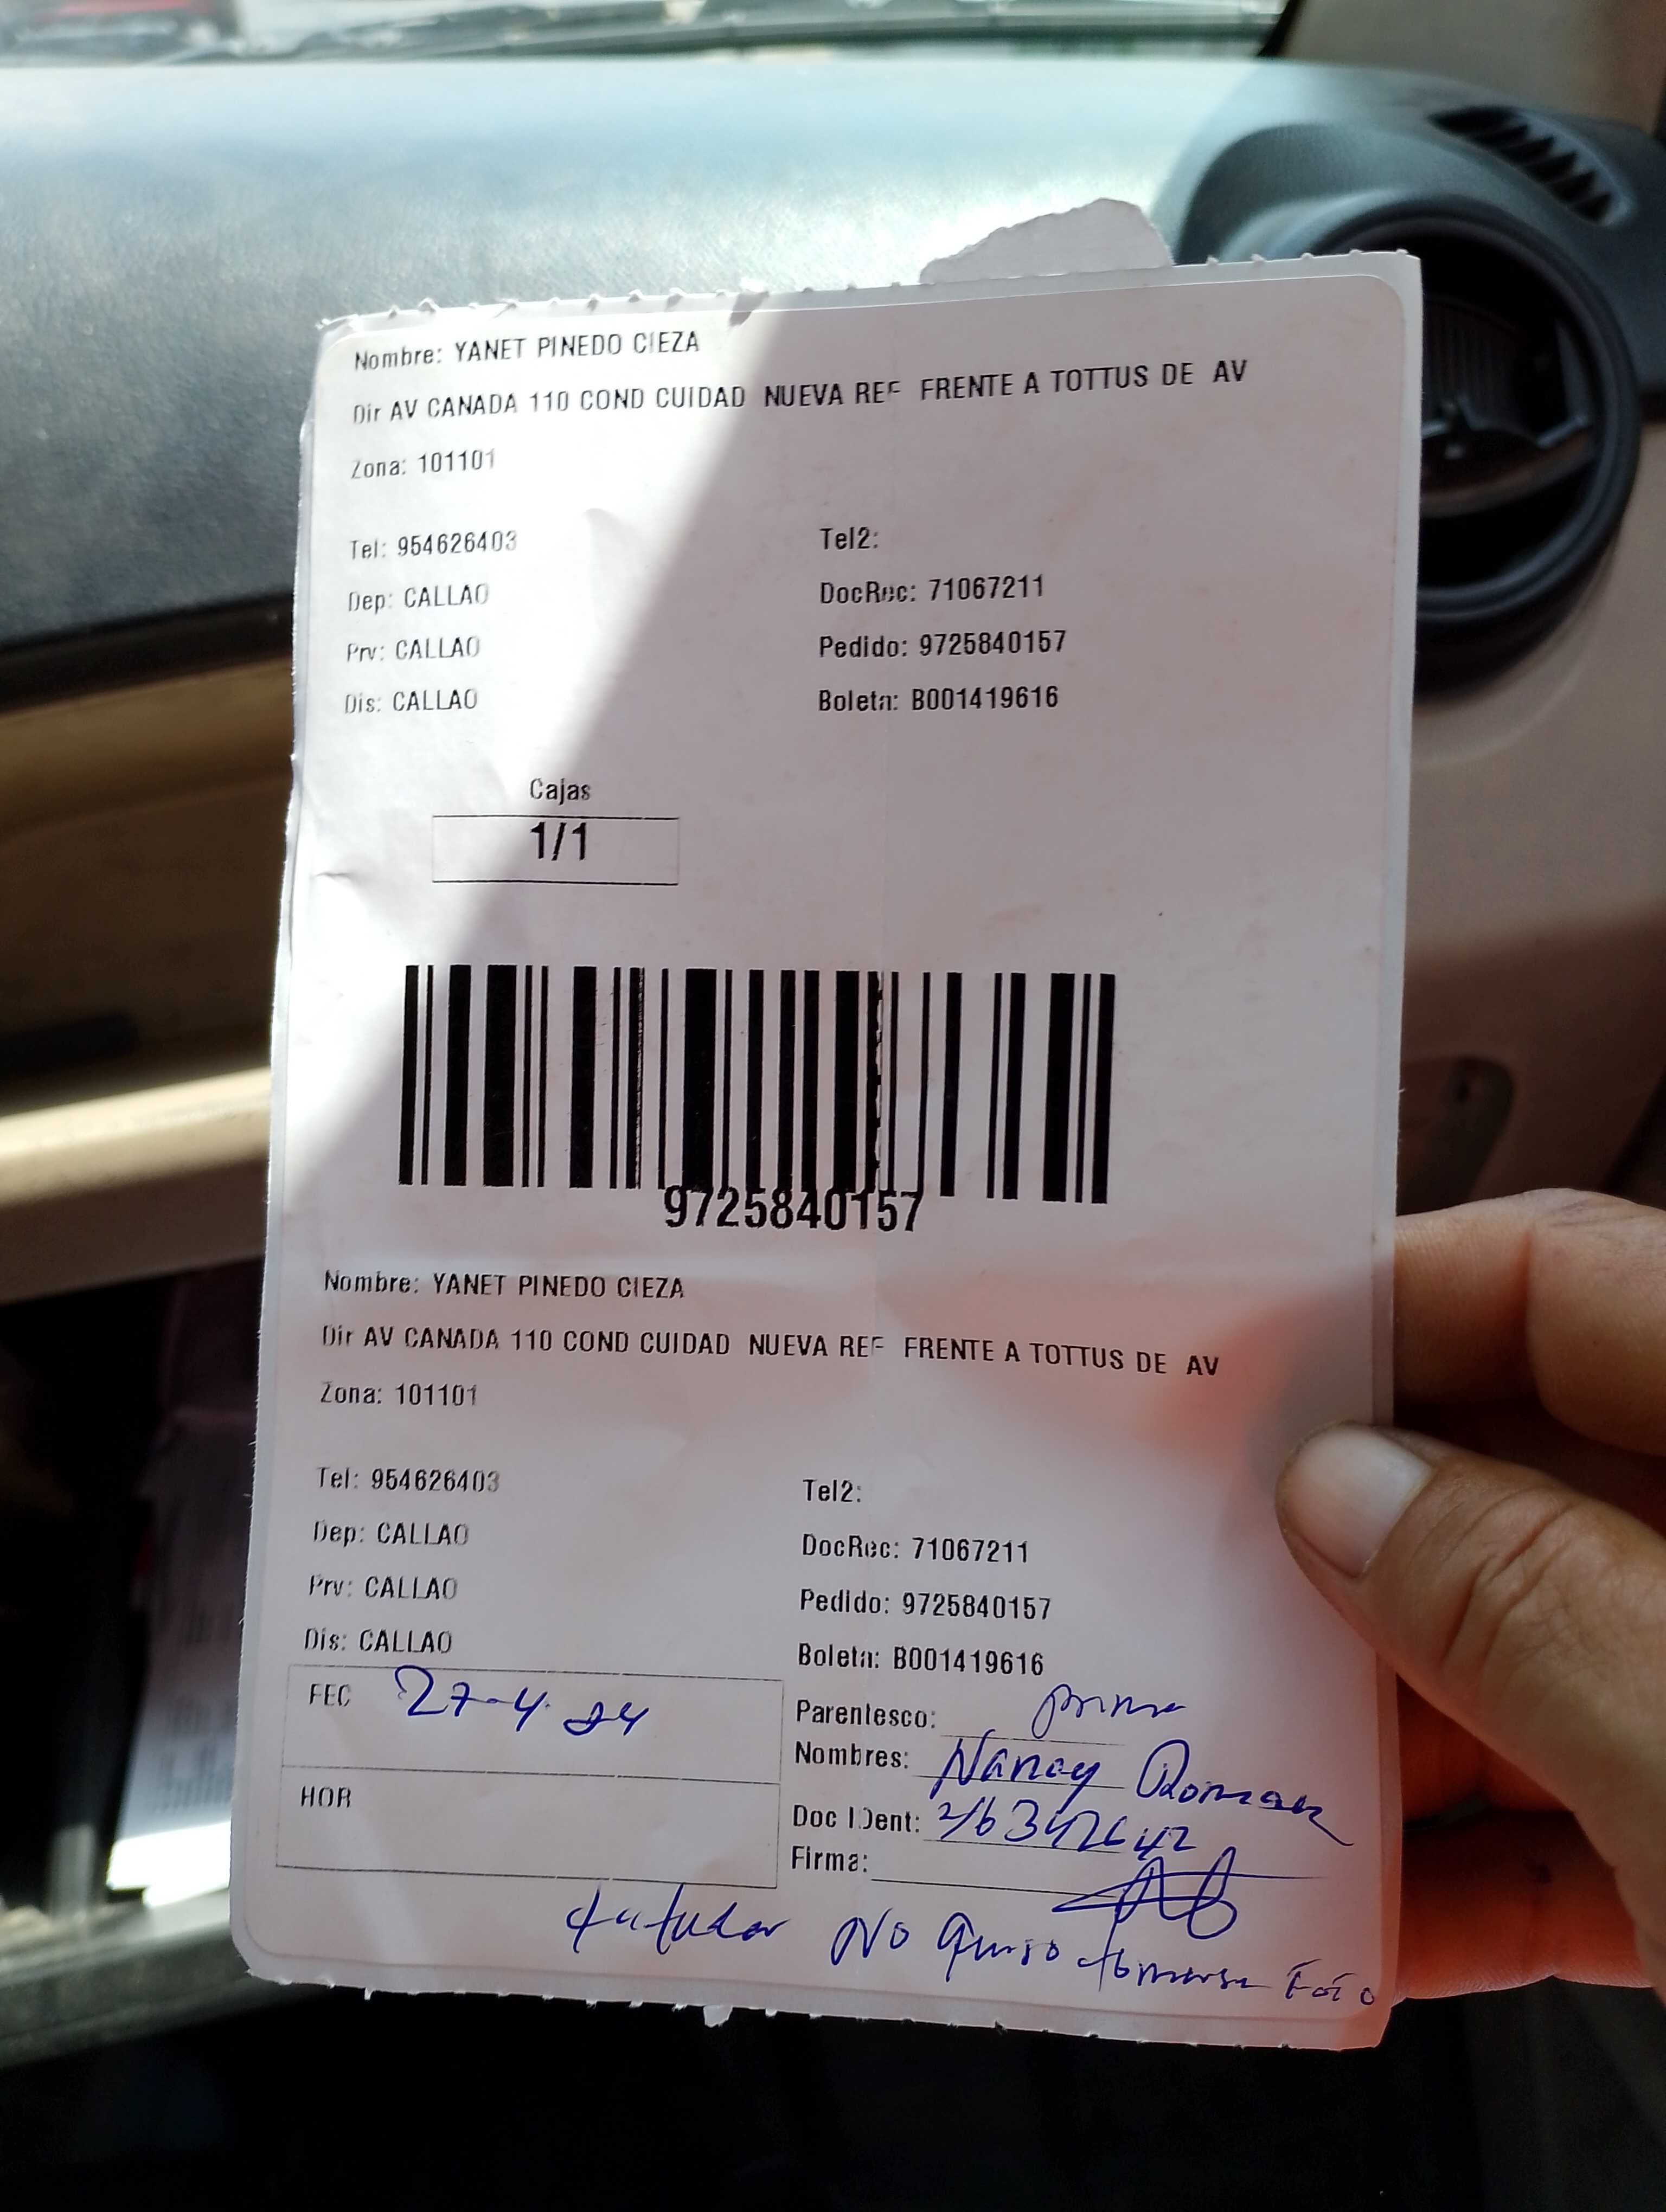 Nombre: YANET PINEDO CIEZA
Dir AV CANADA 110 COND CUIDAD NUEVA REF FRENTE A TOTTUS DE AV
Zona: 101101
Tel: 954626403 Tel2:
Dep: CALLAO DocRec: 71067211
Prv: CALLAO Pedido: 9725840157
Dis: CALLAO Boleta: B001419616
Cajas
1/1
9725840157
Nombre: YANET PINEDO CIEZA
Dir AV CANADA 110 COND CUIDAD NUEVA REF FRENTE A TOTTUS DE AV
Zona: 101101
Tel: 954626403 Tel2:
Dep: CALLAO DocRec: 71067211
Prv: CALLAO Pedido: 9725840157
Dis: CALLAO Boleta: B001419616
FEC 27-4-24 Parentesco: prima
Nombres: Nancy Roman
HOR Doc IDent:
Firma:
No Quiso tomarse Foto